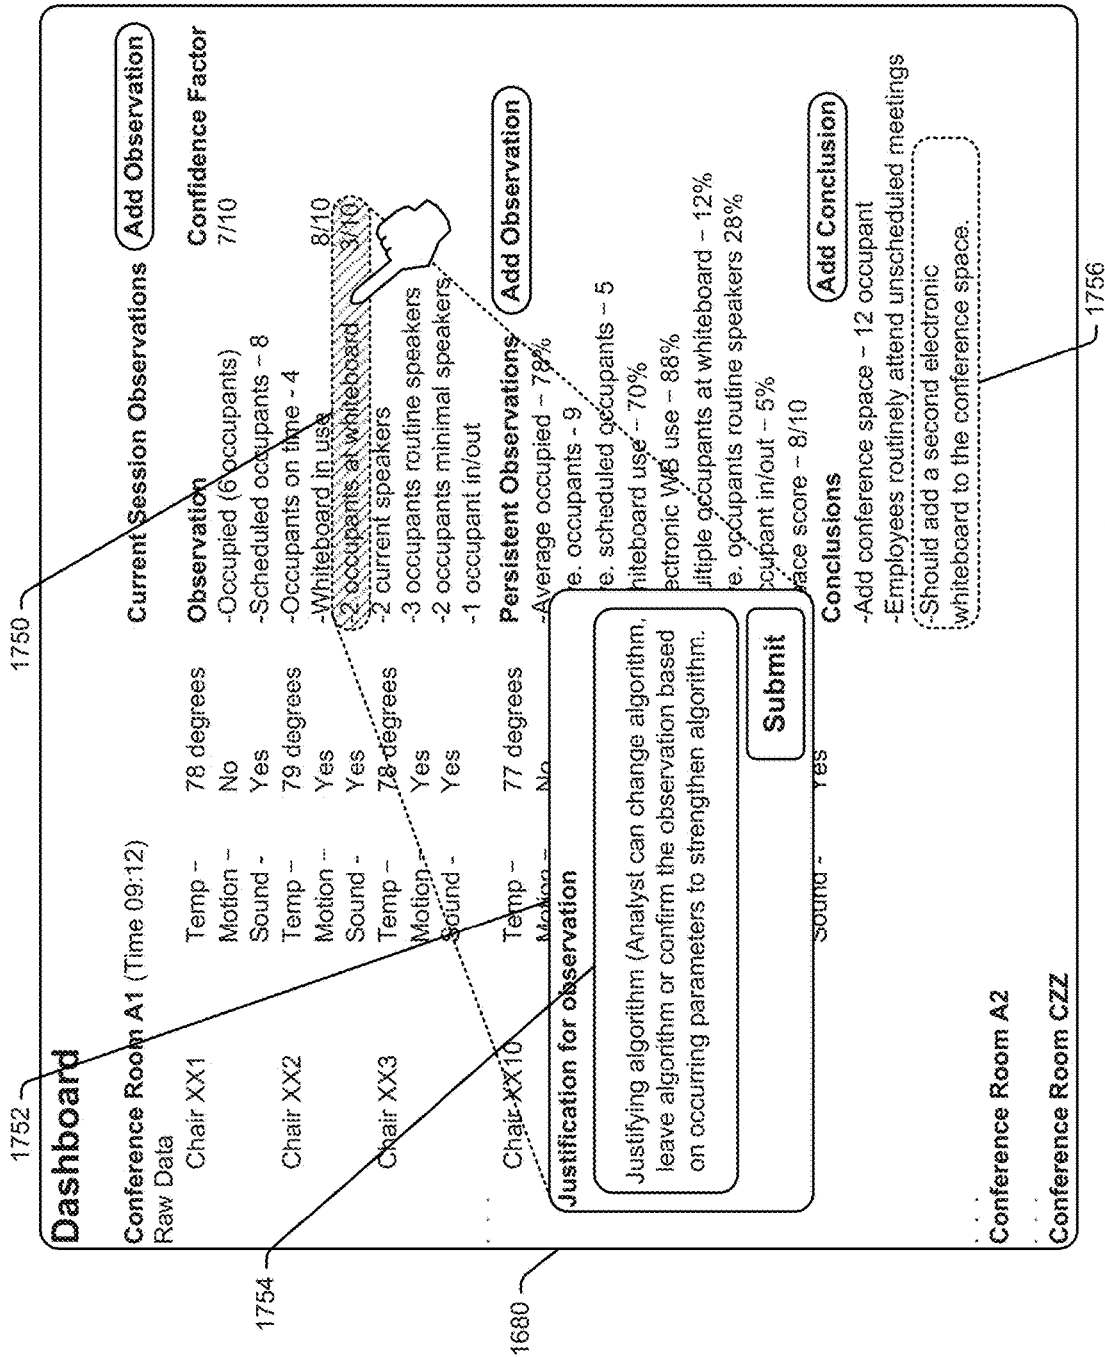 Dashboard
Conference Room A1 (Time 09:12)
Raw Data
Chair XX1
Temp – 78 degrees
Motion – No
Sound - Yes
Chair XX2
Temp – 79 degrees
Motion – Yes
Sound - Yes
Chair XX3
Temp – 78 degrees
Motion – Yes
Sound - Yes
. . .
Chair XX10
Temp – 77 degrees
Motion – No
Sound - Yes
. . .
Conference Room A2
. . .
Conference Room CZZ
Current Session Observations
Add Observation
Observation Confidence Factor
-Occupied (6 occupants) 7/10
-Scheduled occupants – 8
-Occupants on time - 4
-Whiteboard in use 8/10
-2 occupants at whiteboard 3/10
-2 current speakers
-3 occupants routine speakers
-2 occupants minimal speakers
-1 occupant in/out
Persistent Observations
Add Observation
-Average occupied – 78%
e. occupants - 9
e. scheduled occupants – 5
hiteboard use – 70%
ectronic WB use – 88%
ultiple occupants at whiteboard – 12%
e. occupants routine speakers 28%
ccupant in/out – 5%
score – 8/10
Conclusions
Add Conclusion
-Add conference space – 12 occupant
-Employees routinely attend unscheduled meetings
-Should add a second electronic
whiteboard to the conference space.
Justification for observation
Justifying algorithm (Analyst can change algorithm,
leave algorithm or confirm the observation based
on occurring parameters to strengthen algorithm.
Submit
1750
1752
1754
1680
1756